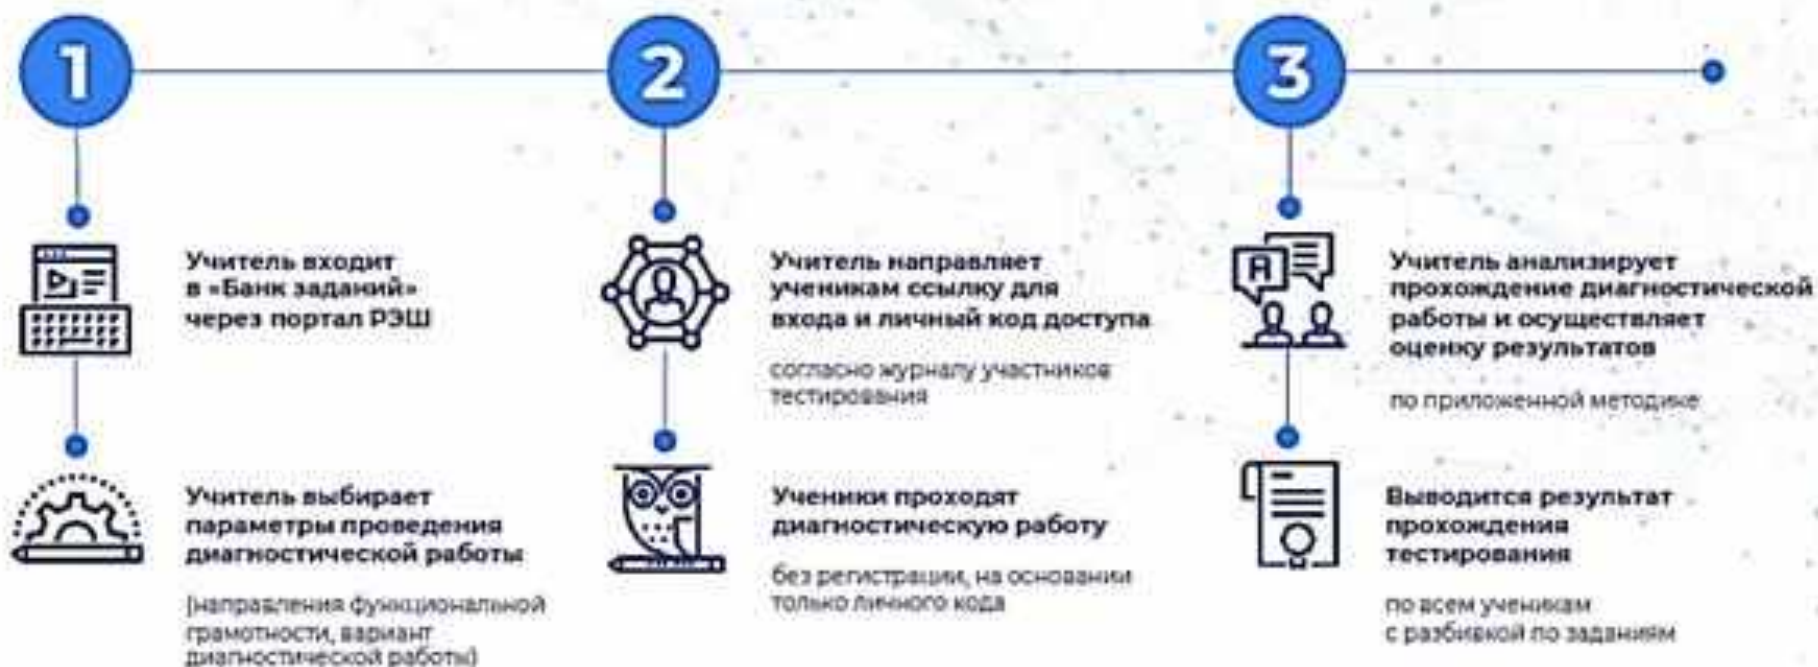 1
Учитель входит
в «Банк заданий»
через портал РЭШ
Учитель выбирает
параметры проведения
диагностической работы
(направления функциональной
грамотности, вариант
диагностической работы)
2
Учитель направляет
ученикам ссылку для
входа и личный код доступа
согласно журналу участников
тестирования
Ученики проходят
диагностическую работу
без регистрации, на основании
только личного кода
3
A
Учитель анализирует
прохождение диагностической
работы и осуществляет
оценку результатов
по приложенной методике
Выводится результат
прохождения
тестирования
по всем ученикам
с разбивкой по заданиям